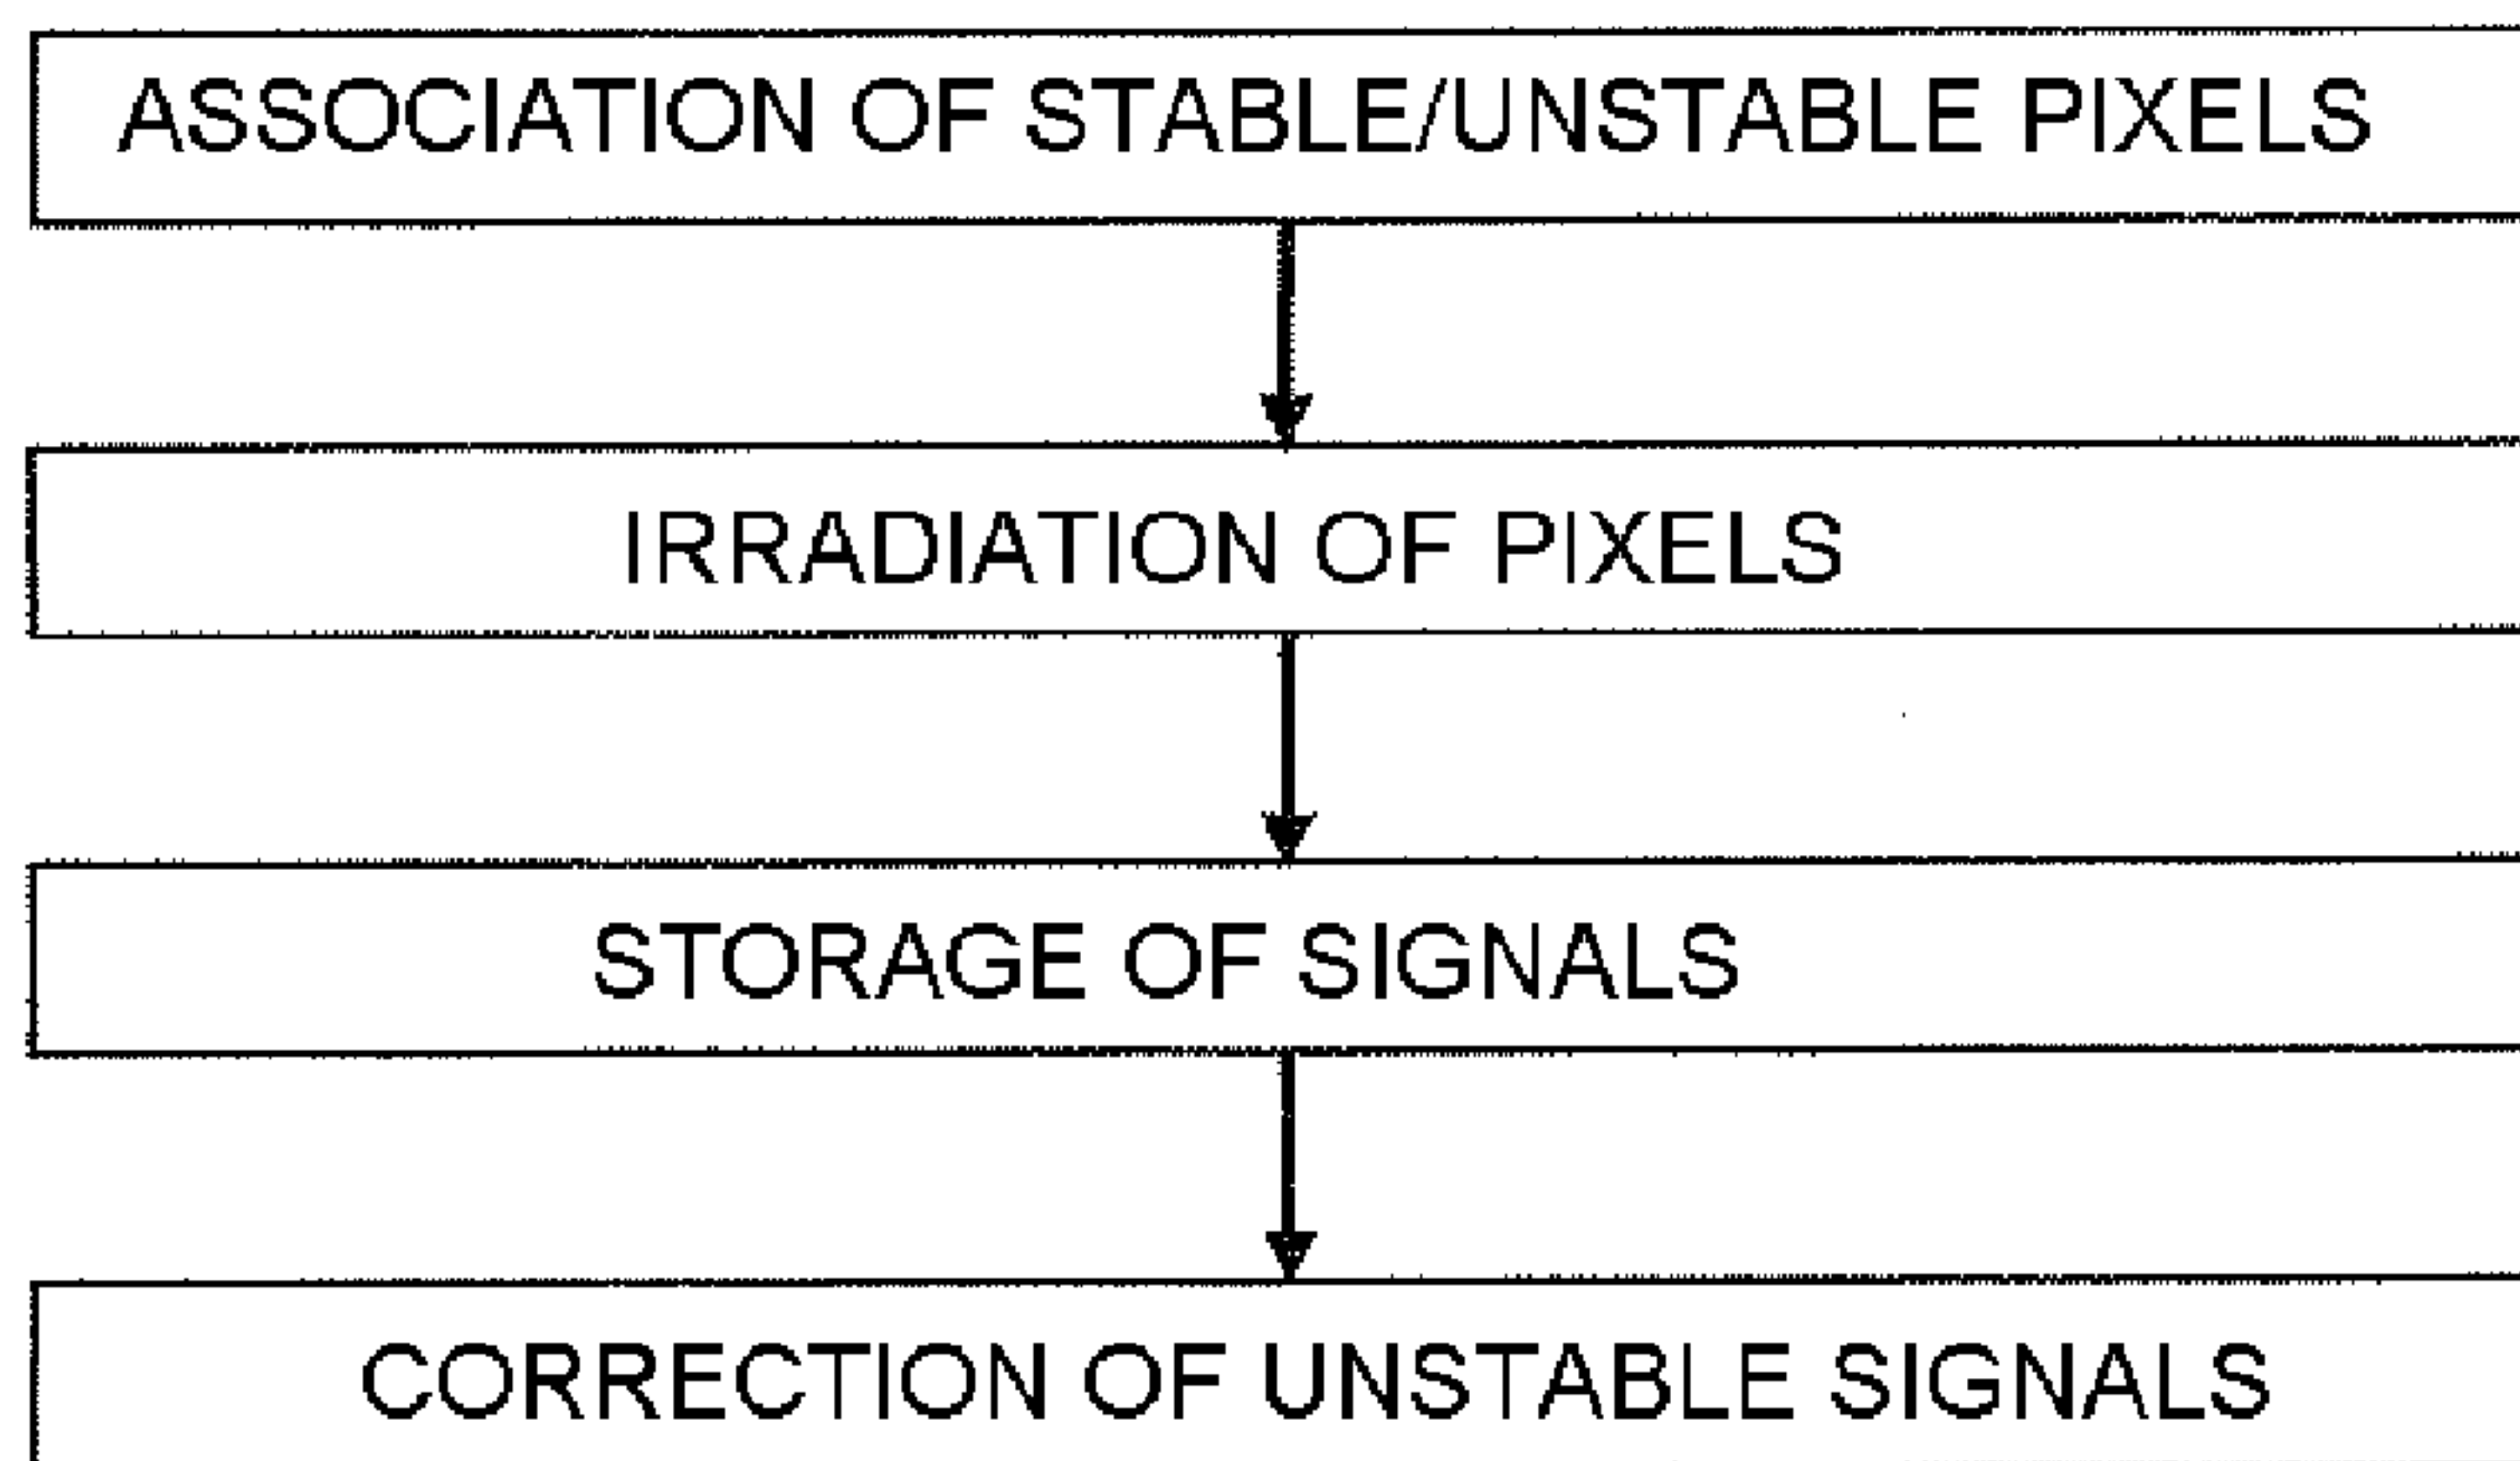 ASSOCIATION OF STABLE/UNSTABLE PIXELS
IRRADIATION OF PIXELS
STORAGE OF SIGNALS
CORRECTION OF UNSTABLE SIGNALS